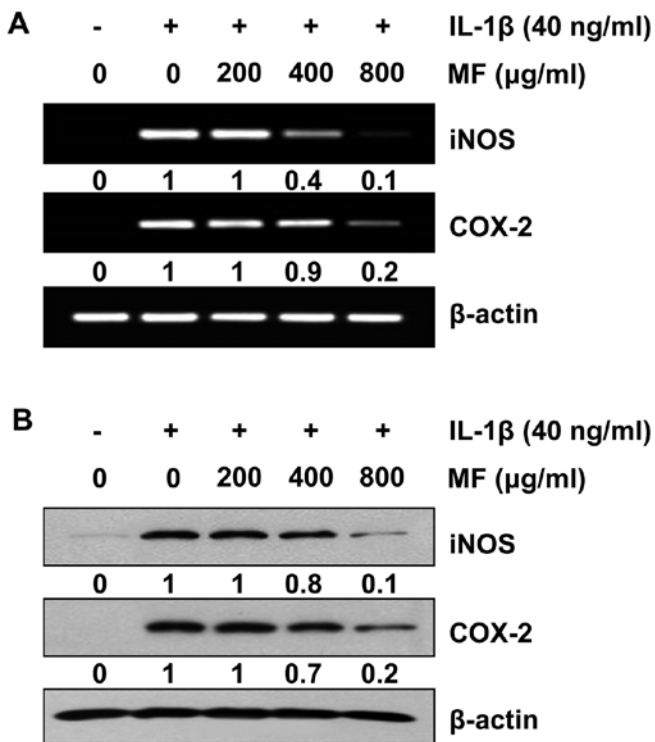 A
- + + + + IL-1β (40 ng/ml)
0 0 200 400 800 MF (μg/ml)
iNOS
0 1 1 0.4 0.1
COX-2
0 1 1 0.9 0.2
β-actin
B
- + + + + IL-1β (40 ng/ml)
0 0 200 400 800 MF (μg/ml)
iNOS
0 1 1 0.8 0.1
COX-2
0 1 1 0.7 0.2
β-actin